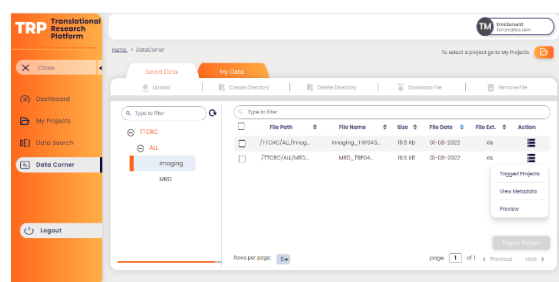 TRP Translational
Research
Platform
TM tmctenant
Home > DataCorner
To select a project go to My Projects
Close
Saved Data
My Data
Upload
Create Directory
Delete Directory
Download File
Remove File
Dashboard
My Projects
Data Search
Data Corner
Logout
Type to filter
TTCRC
ALL
Imaging
MRD
Type to filter
File Path File Name Size File Date File Ext. Action
/TTCRC/ALL/Imag... Imaging_TRP043... 19.5 KB 01-08-2022 xls
/TTCRC/ALL/MRD... MRD_TRP04... 19.5 KB 01-08-2022 xls
Tagged Projects
View Metadata
Preview
Tag to Project
Rows per page: 5
page 1 of 1 Previous Next